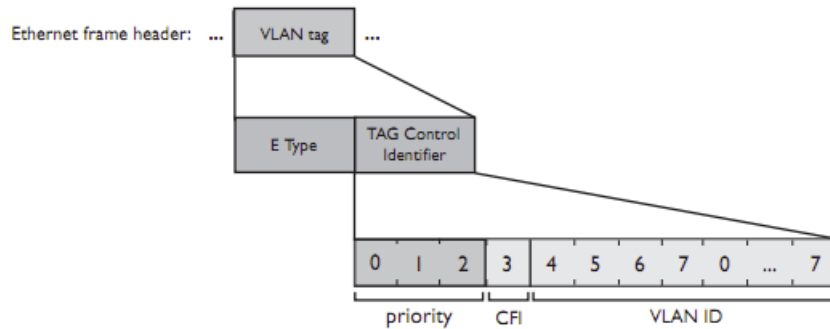 Ethernet frame header: ... VLAN tag ...
E Type TAG Control
Identifier
0 1 2 3 4 5 6 7 0 ... 7
priority CFI VLAN ID